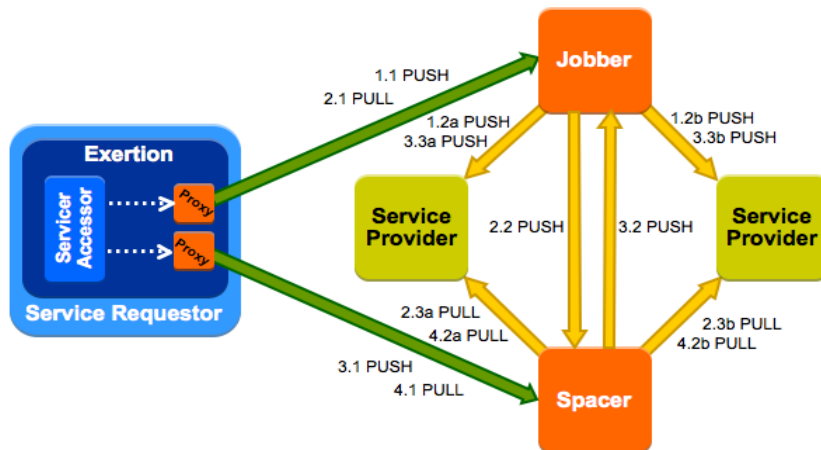 Jobber
1.1 PUSH
2.1 PULL
1.2a PUSH
3.3a PUSH
1.2b PUSH
3.3b PUSH
Exertion
Servicer
Accessor
Proxy
Proxy
Service Requestor
Service
Provider
2.2 PUSH
3.2 PUSH
Service
Provider
2.3a PULL
4.2a PULL
2.3b PULL
4.2b PULL
3.1 PUSH
4.1 PULL
Spacer